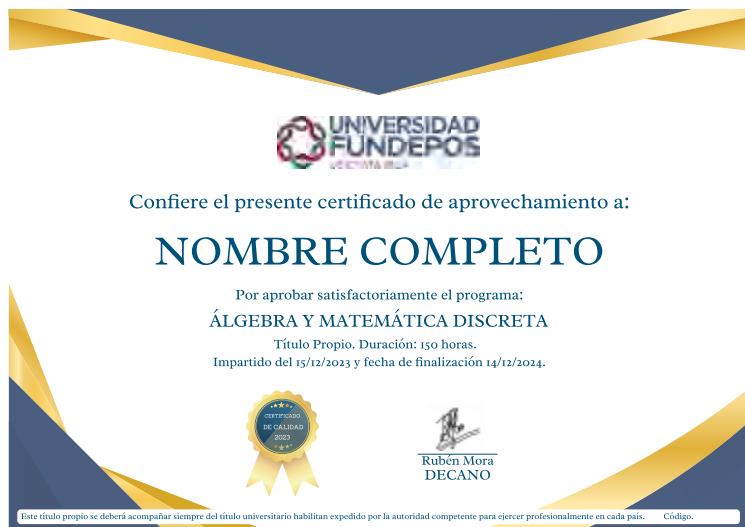 UNIVERSIDAD
FUNDEPOS
Confiere el presente certificado de aprovechamiento a:
NOMBRE COMPLETO
Por aprobar satisfactoriamente el programa:
ÁLGEBRA Y MATEMÁTICA DISCRETA
Título Propio. Duración: 150 horas.
Impartido del 15/12/2023 y fecha de finalización 14/12/2024.
CERTIFICADO
DE CALIDAD
2023
Rubén Mora
DECANO
Este título propio se deberá acompañar siempre del título universitario habilitan expedido por la autoridad competente para ejercer profesionalmente en cada país. Código.